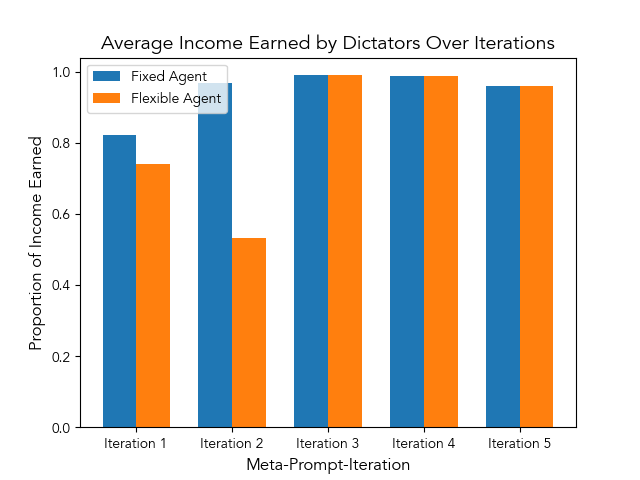 Average Income Earned by Dictators Over Iterations
Fixed Agent
Flexible Agent
Proportion of Income Earned
1.0
0.8
0.6
0.4
0.2
0.0
Iteration 1
Iteration 2
Iteration 3
Iteration 4
Iteration 5
Meta-Prompt-Iteration